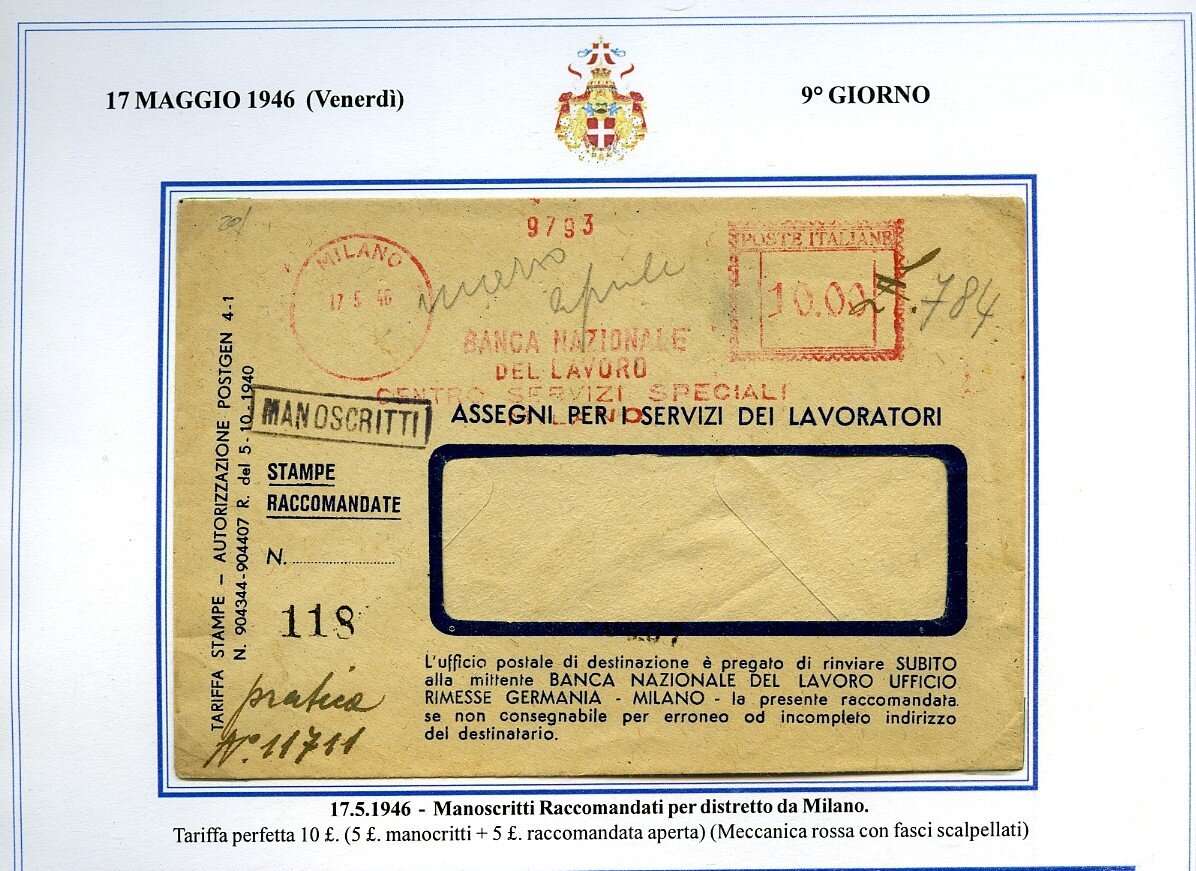 17 MAGGIO 1946 (Venerdì)
9° GIORNO
9793
MILANO
17 5 46
POSTE ITALIANE
10.00
marzo
aprile
784
BANCA NAZIONALE
DEL LAVORO
CENTRO SERVIZI SPECIALI
MILANO
MANOSCRITTI
ASSEGNI PER I SERVIZI DEI LAVORATORI
TARIFFA STAMPE – AUTORIZZAZIONE POSTGEN 4-1
N. 904344-904407 R. del 5-10-1940
STAMPE
RACCOMANDATE
N.
118
pratica
N. 11711
L'ufficio postale di destinazione è pregato di rinviare SUBITO
alla mittente BANCA NAZIONALE DEL LAVORO UFFICIO
RIMESSE GERMANIA - MILANO - la presente raccomandata
se non consegnabile per erroneo od incompleto indirizzo
del destinatario.
17.5.1946 - Manoscritti Raccomandati per distretto da Milano.
Tariffa perfetta 10 £. (5 £. manocritti + 5 £. raccomandata aperta) (Meccanica rossa con fasci scalpellati)